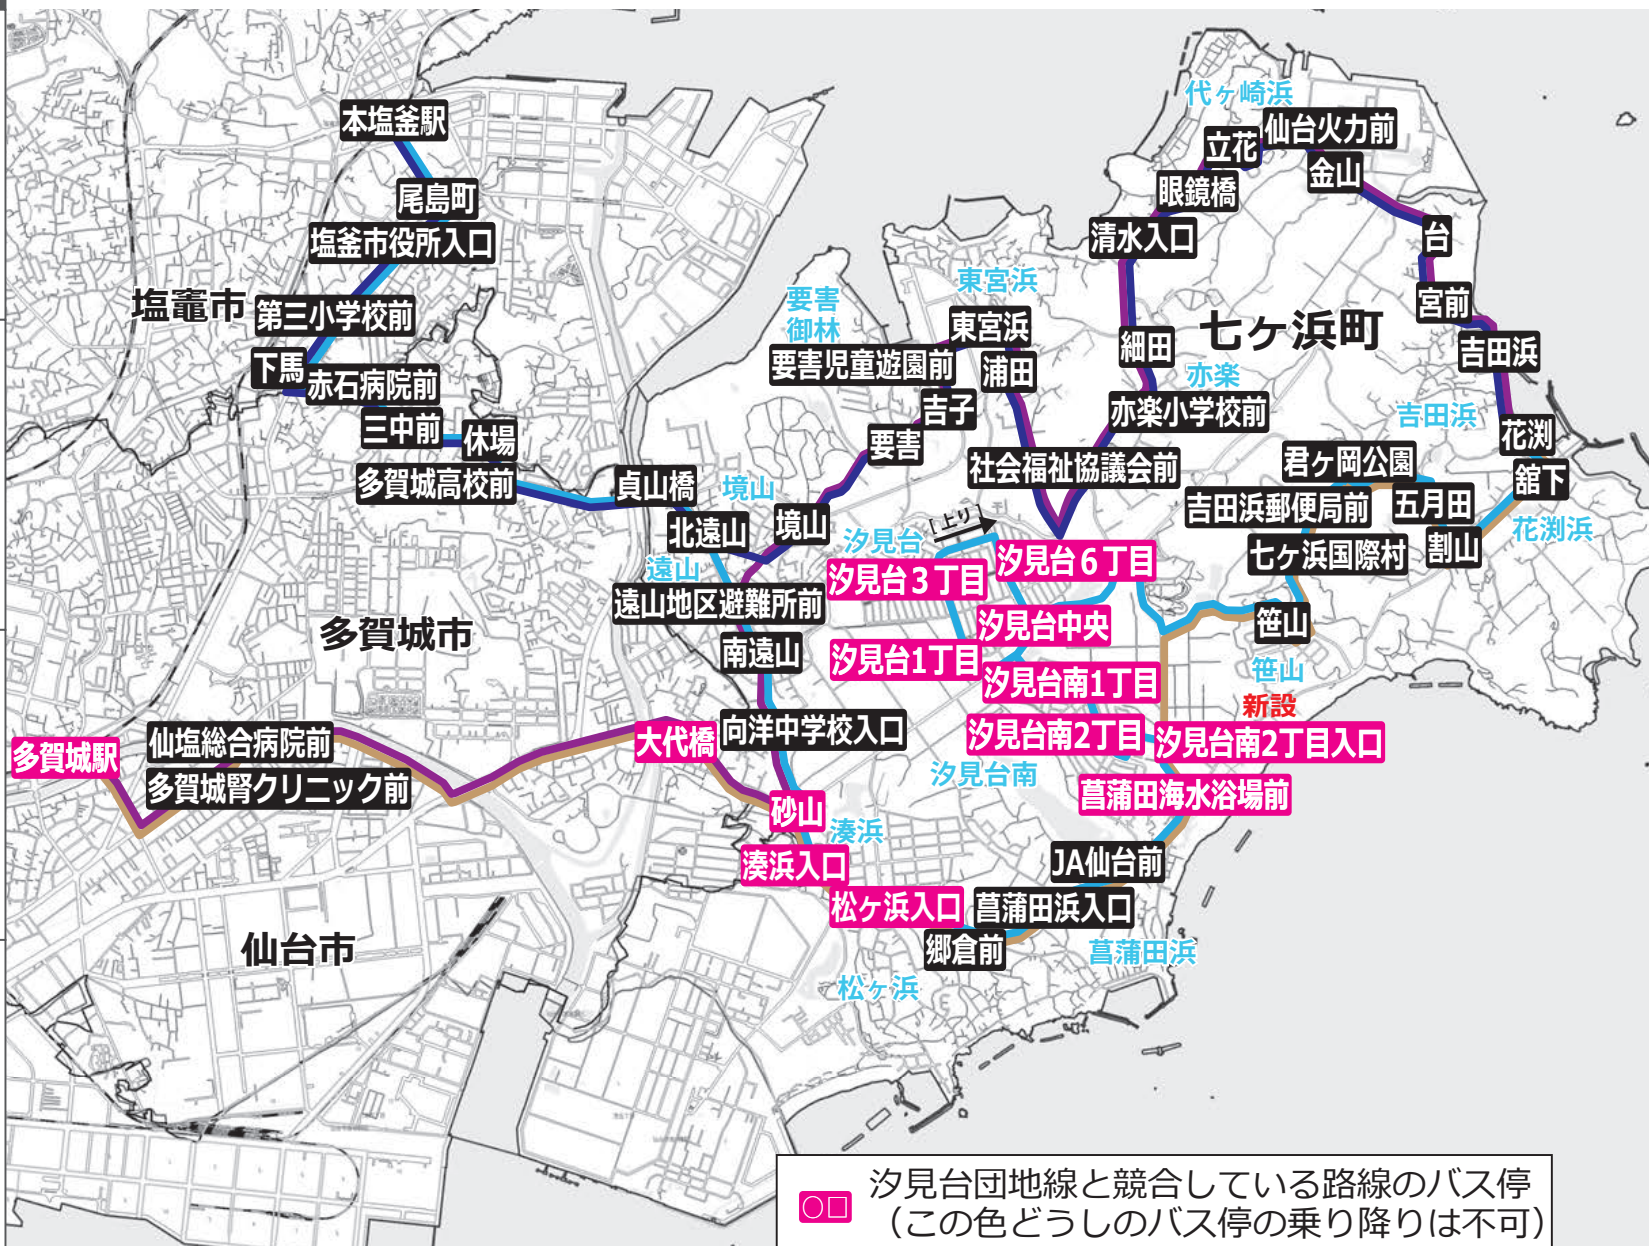 代ヶ崎浜
本塩釜駅
仙台火力前
立花
金山
尾島町
眼鏡橋
塩釜市役所入口
清水入口
台
東宮浜
塩竈市
第三小学校前
要害
御林
東宮浜
七ヶ浜町
宮前
下馬
赤石病院前
要害児童遊園前
浦田
細田
亦楽
吉田浜
三中前
休場
吉子
亦楽小学校前
吉田浜
花渕
要害
社会福祉協議会前
君ヶ岡公園
舘下
多賀城高校前
貞山橋
境山
吉田浜郵便局前
五月田
[上り]
北遠山
境山
汐見台
七ヶ浜国際村
割山
花渕浜
遠山
汐見台3丁目
汐見台6丁目
遠山地区避難所前
汐見台中央
笹山
多賀城市
南遠山
汐見台1丁目
汐見台南1丁目
笹山
新設
多賀城駅
仙塩総合病院前
大代橋
向洋中学校入口
汐見台南2丁目
汐見台南2丁目入口
多賀城腎クリニック前
汐見台南
菖蒲田海水浴場前
砂山
湊浜
湊浜入口
JA仙台前
松ヶ浜入口
菖蒲田浜入口
仙台市
郷倉前
菖蒲田浜
松ヶ浜
○□ 汐見台団地線と競合している路線のバス停
（この色どうしのバス停の乗り降りは不可）